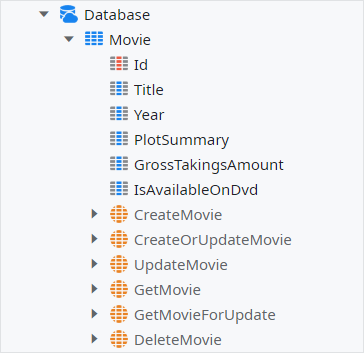 Database
Movie
Id
Title
Year
PlotSummary
GrossTakingsAmount
IsAvailableOnDvd
CreateMovie
CreateOrUpdateMovie
UpdateMovie
GetMovie
GetMovieForUpdate
DeleteMovie